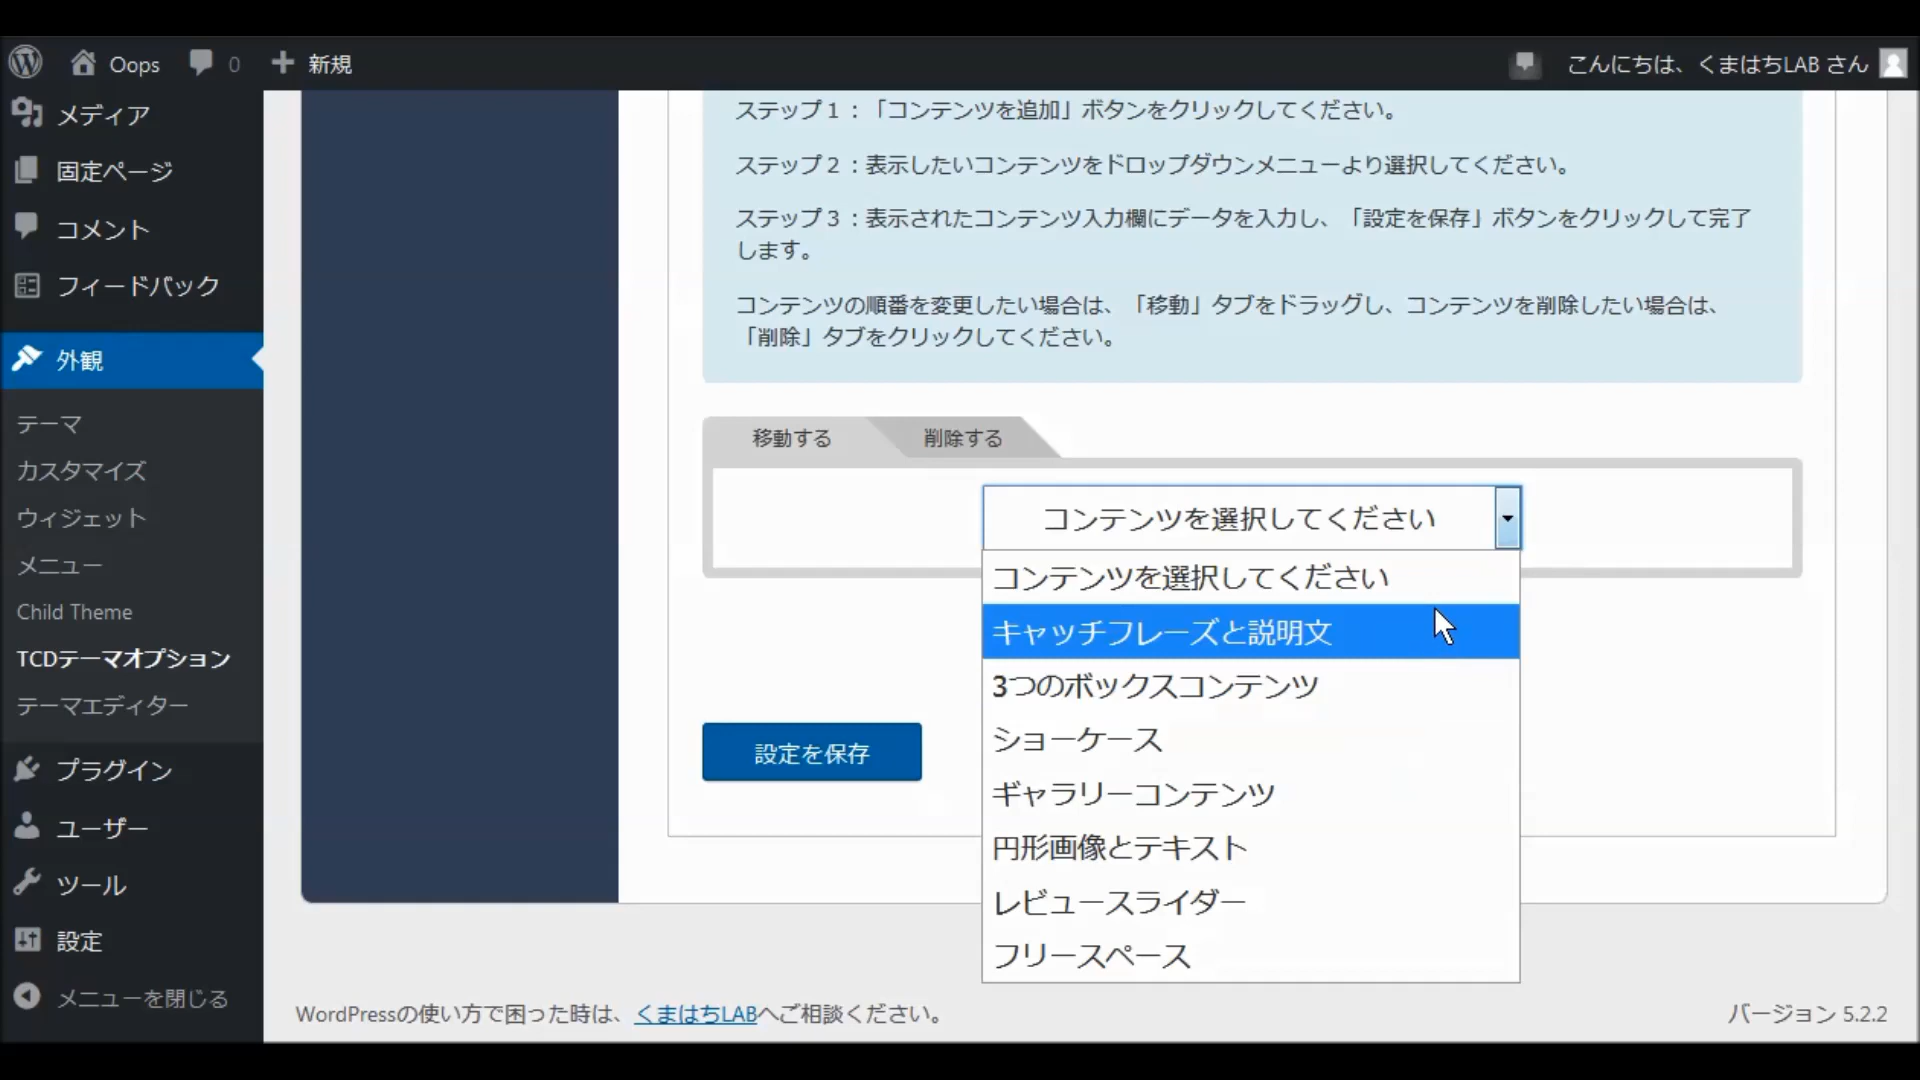 Oops
0
新規
こんにちは、くまはちLAB さん
メディア
固定ページ
コメント
フィードバック
外観
テーマ
カスタマイズ
ウィジェット
メニュー
Child Theme
TCDテーマオプション
テーマエディター
プラグイン
ユーザー
ツール
設定
メニューを閉じる
ステップ1：「コンテンツを追加」ボタンをクリックしてください。
ステップ2：表示したいコンテンツをドロップダウンメニューより選択してください。
ステップ3：表示されたコンテンツ入力欄にデータを入力し、「設定を保存」ボタンをクリックして完了
します。
コンテンツの順番を変更したい場合は、「移動」タブをドラッグし、コンテンツを削除したい場合は、
「削除」タブをクリックしてください。
移動する
削除する
コンテンツを選択してください
コンテンツを選択してください
キャッチフレーズと説明文
3つのボックスコンテンツ
ショーケース
ギャラリーコンテンツ
円形画像とテキスト
レビュースライダー
フリースペース
設定を保存
WordPressの使い方で困った時は、くまはちLABへご相談ください。
バージョン 5.2.2